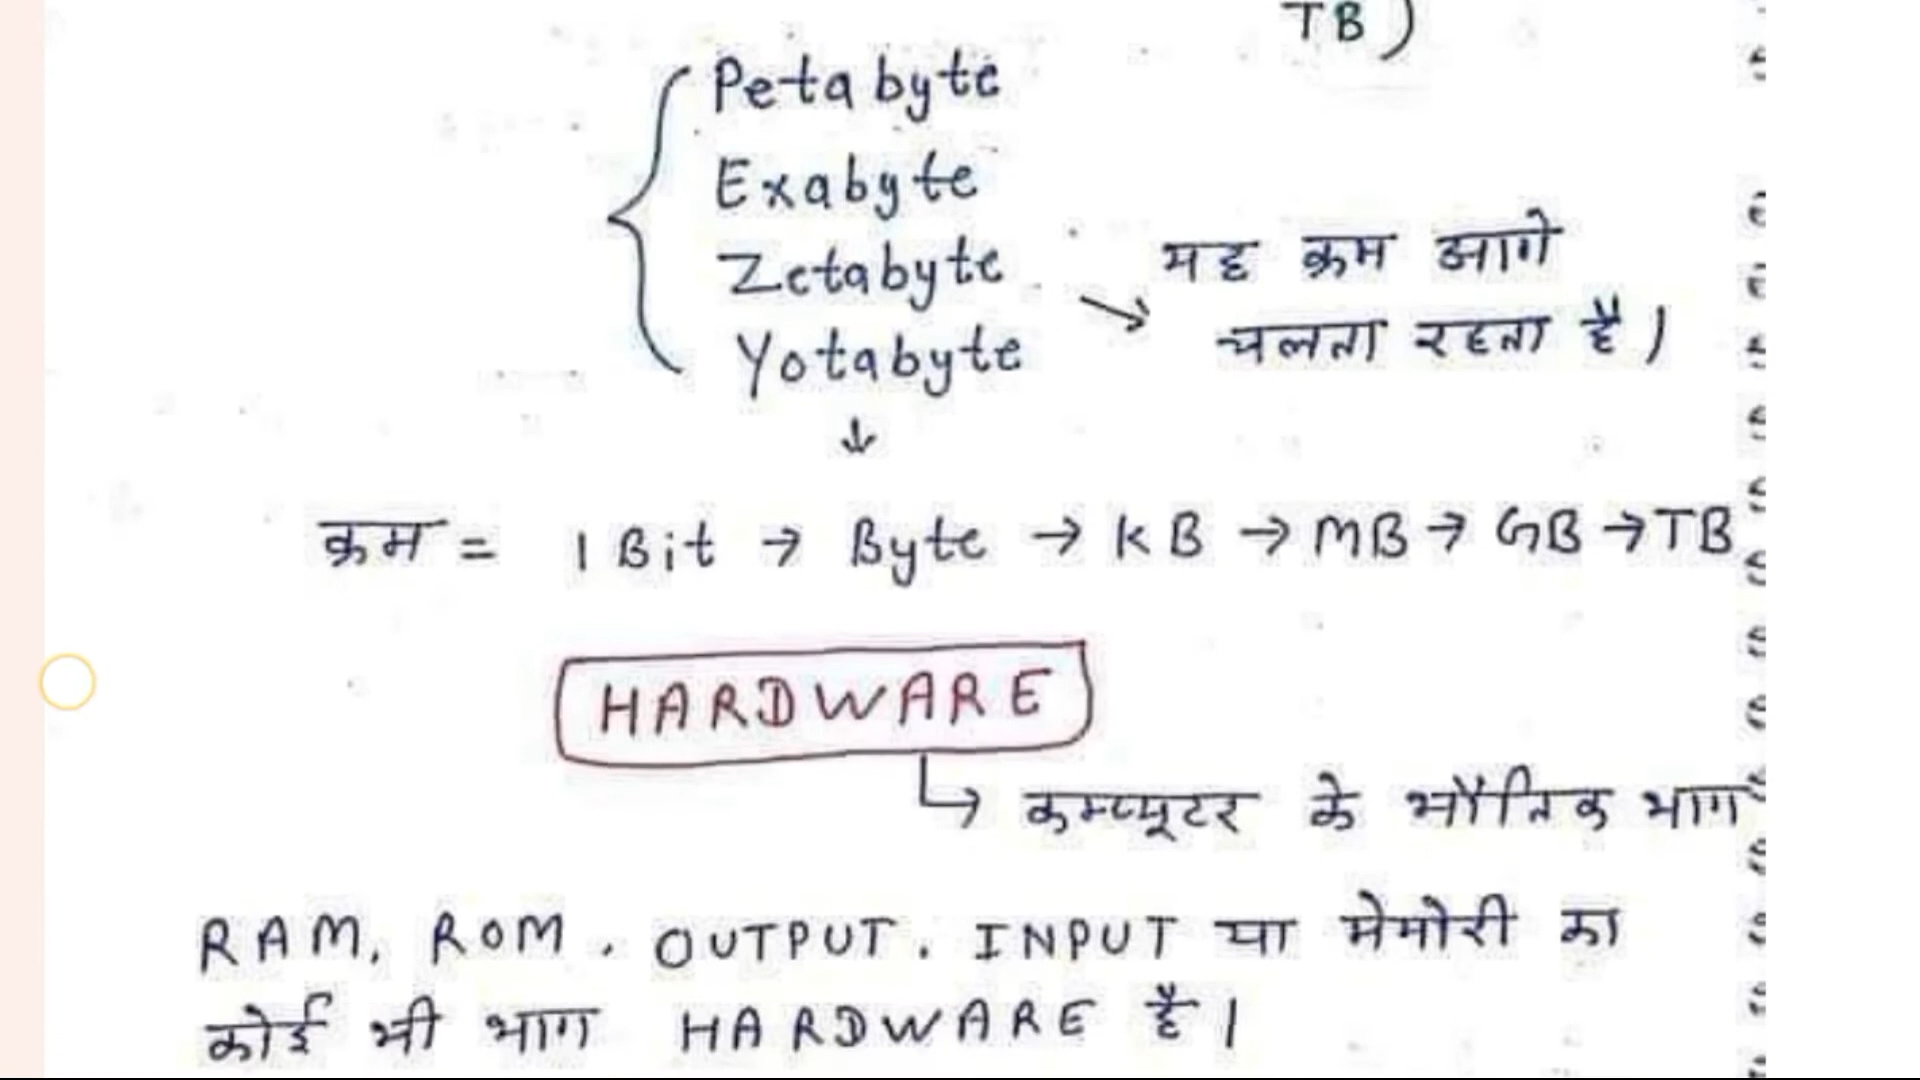 TB)
Petabyte
Exabyte
Zetabyte
Yotabyte
यह क्रम आगे
चलता रहता है।
↓
क्रम = 1 Bit → Byte → KB → MB → GB → TB
HARDWARE
↳ कम्प्यूटर के भौतिक भाग
RAM, ROM, OUTPUT, INPUT या मेमोरी का
कोई भी भाग HARDWARE है।